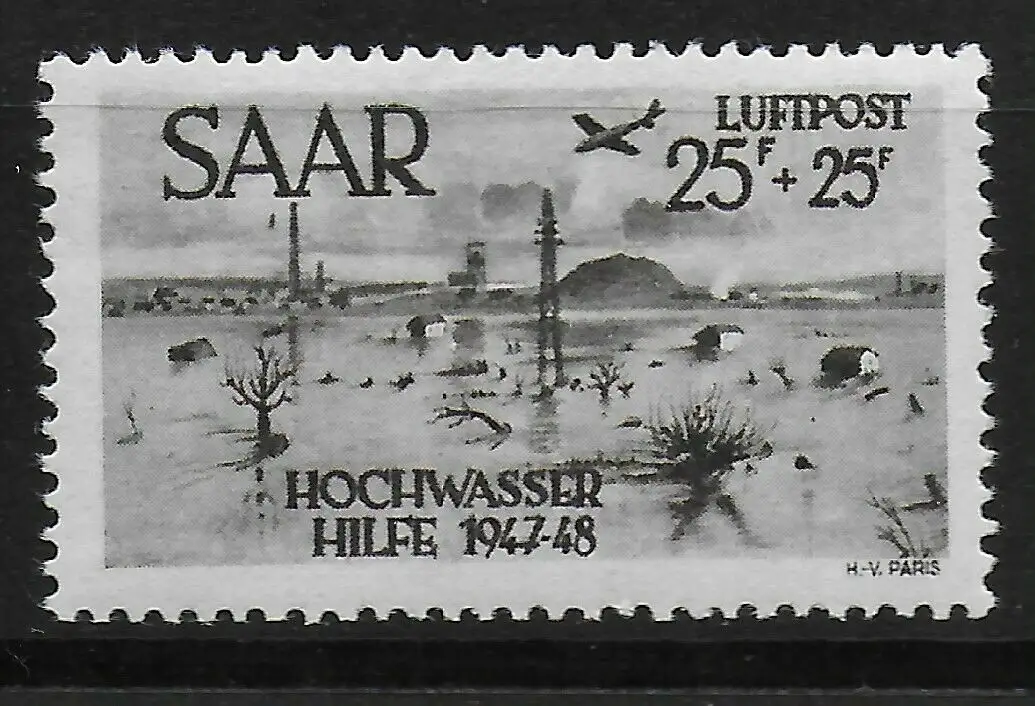 SAAR
LUFTPOST
25F + 25F
HOCHWASSER
HILFE 1947-48
H.-V. PARIS